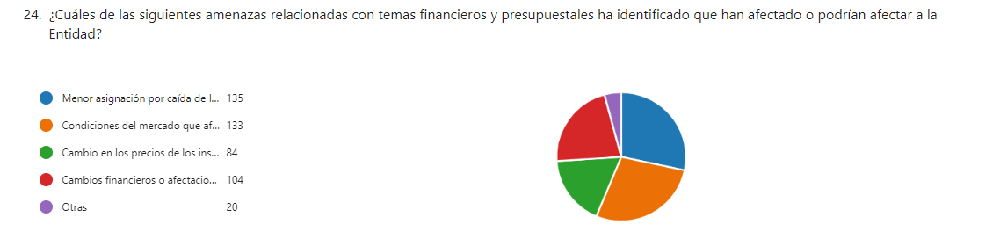 24. ¿Cuáles de las siguientes amenazas relacionadas con temas financieros y presupuestales ha identificado que han afectado o podrían afectar a la
Entidad?
Menor asignación por caída de l... 135
Condiciones del mercado que af... 133
Cambio en los precios de los ins... 84
Cambios financieros o afectacio... 104
Otras 20